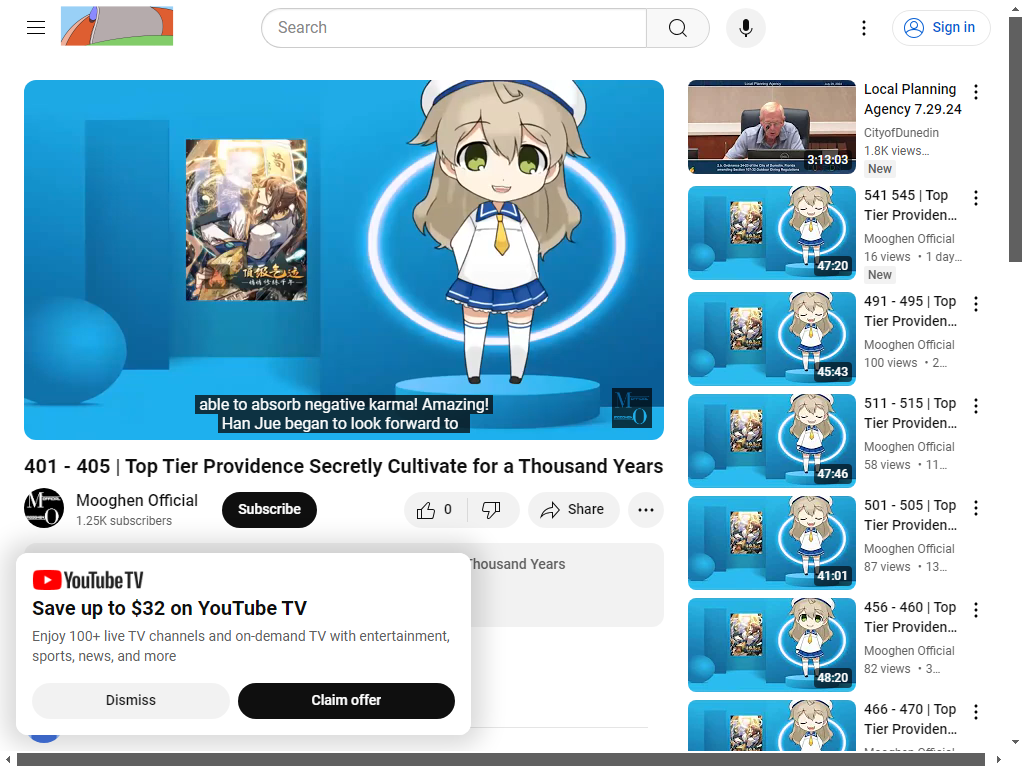 Search
Sign in
able to absorb negative karma! Amazing!
Han Jue began to look forward to
401 - 405 | Top Tier Providence Secretly Cultivate for a Thousand Years
Mooghen Official
1.25K subscribers
Subscribe
0
Share
Thousand Years
YouTube TV
Save up to $32 on YouTube TV
Enjoy 100+ live TV channels and on-demand TV with entertainment,
sports, news, and more
Dismiss
Claim offer
3:13:03
Local Planning
Agency 7.29.24
CityofDunedin
1.8K views...
New
47:20
541 545 | Top
Tier Providen...
Mooghen Official
16 views • 1 day...
New
45:43
491 - 495 | Top
Tier Providen...
Mooghen Official
100 views • 2...
47:46
511 - 515 | Top
Tier Providen...
Mooghen Official
58 views • 11...
41:01
501 - 505 | Top
Tier Providen...
Mooghen Official
87 views • 13...
48:20
456 - 460 | Top
Tier Providen...
Mooghen Official
82 views • 3...
466 - 470 | Top
Tier Providen...